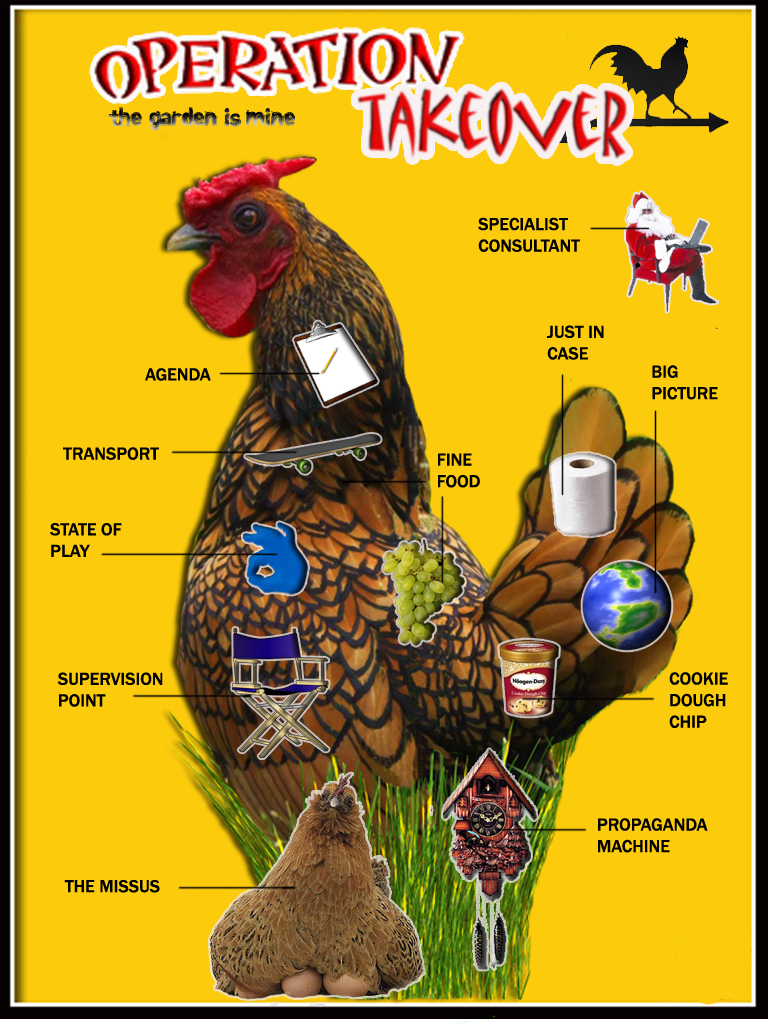 OPERATION
TAKEOVER
the garden is mine
SPECIALIST
CONSULTANT
JUST IN
CASE
BIG
PICTURE
AGENDA
TRANSPORT
FINE
FOOD
STATE OF
PLAY
SUPERVISION
POINT
Häagen-Dazs
Cookie Dough Chip
COOKIE
DOUGH
CHIP
PROPAGANDA
MACHINE
THE MISSUS